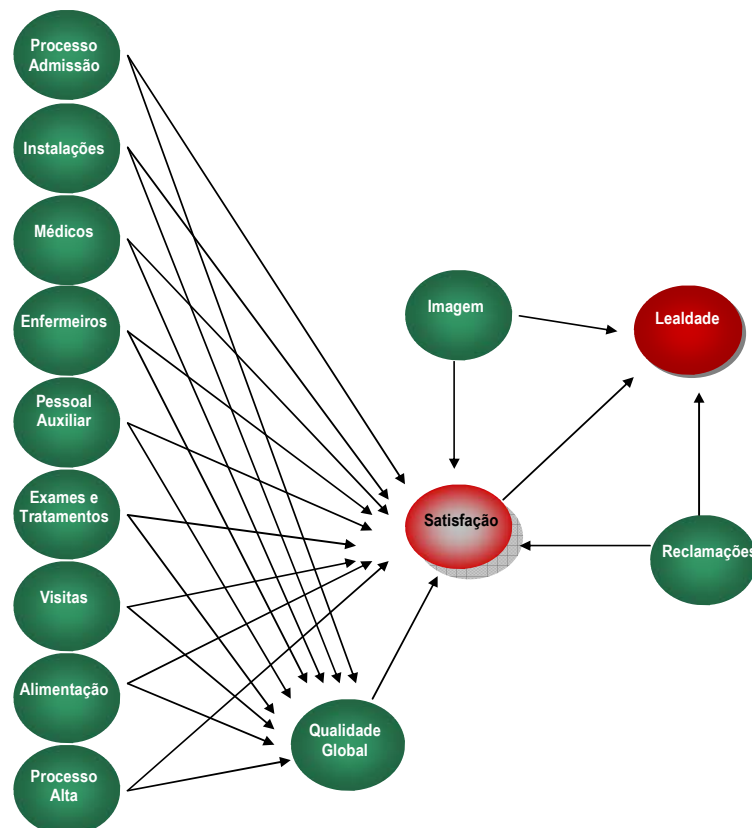 Processo
Admissão
Instalações
Médicos
Enfermeiros
Pessoal
Auxiliar
Exames e
Tratamentos
Visitas
Alimentação
Processo
Alta
Imagem
Lealdade
Satisfação
Reclamações
Qualidade
Global